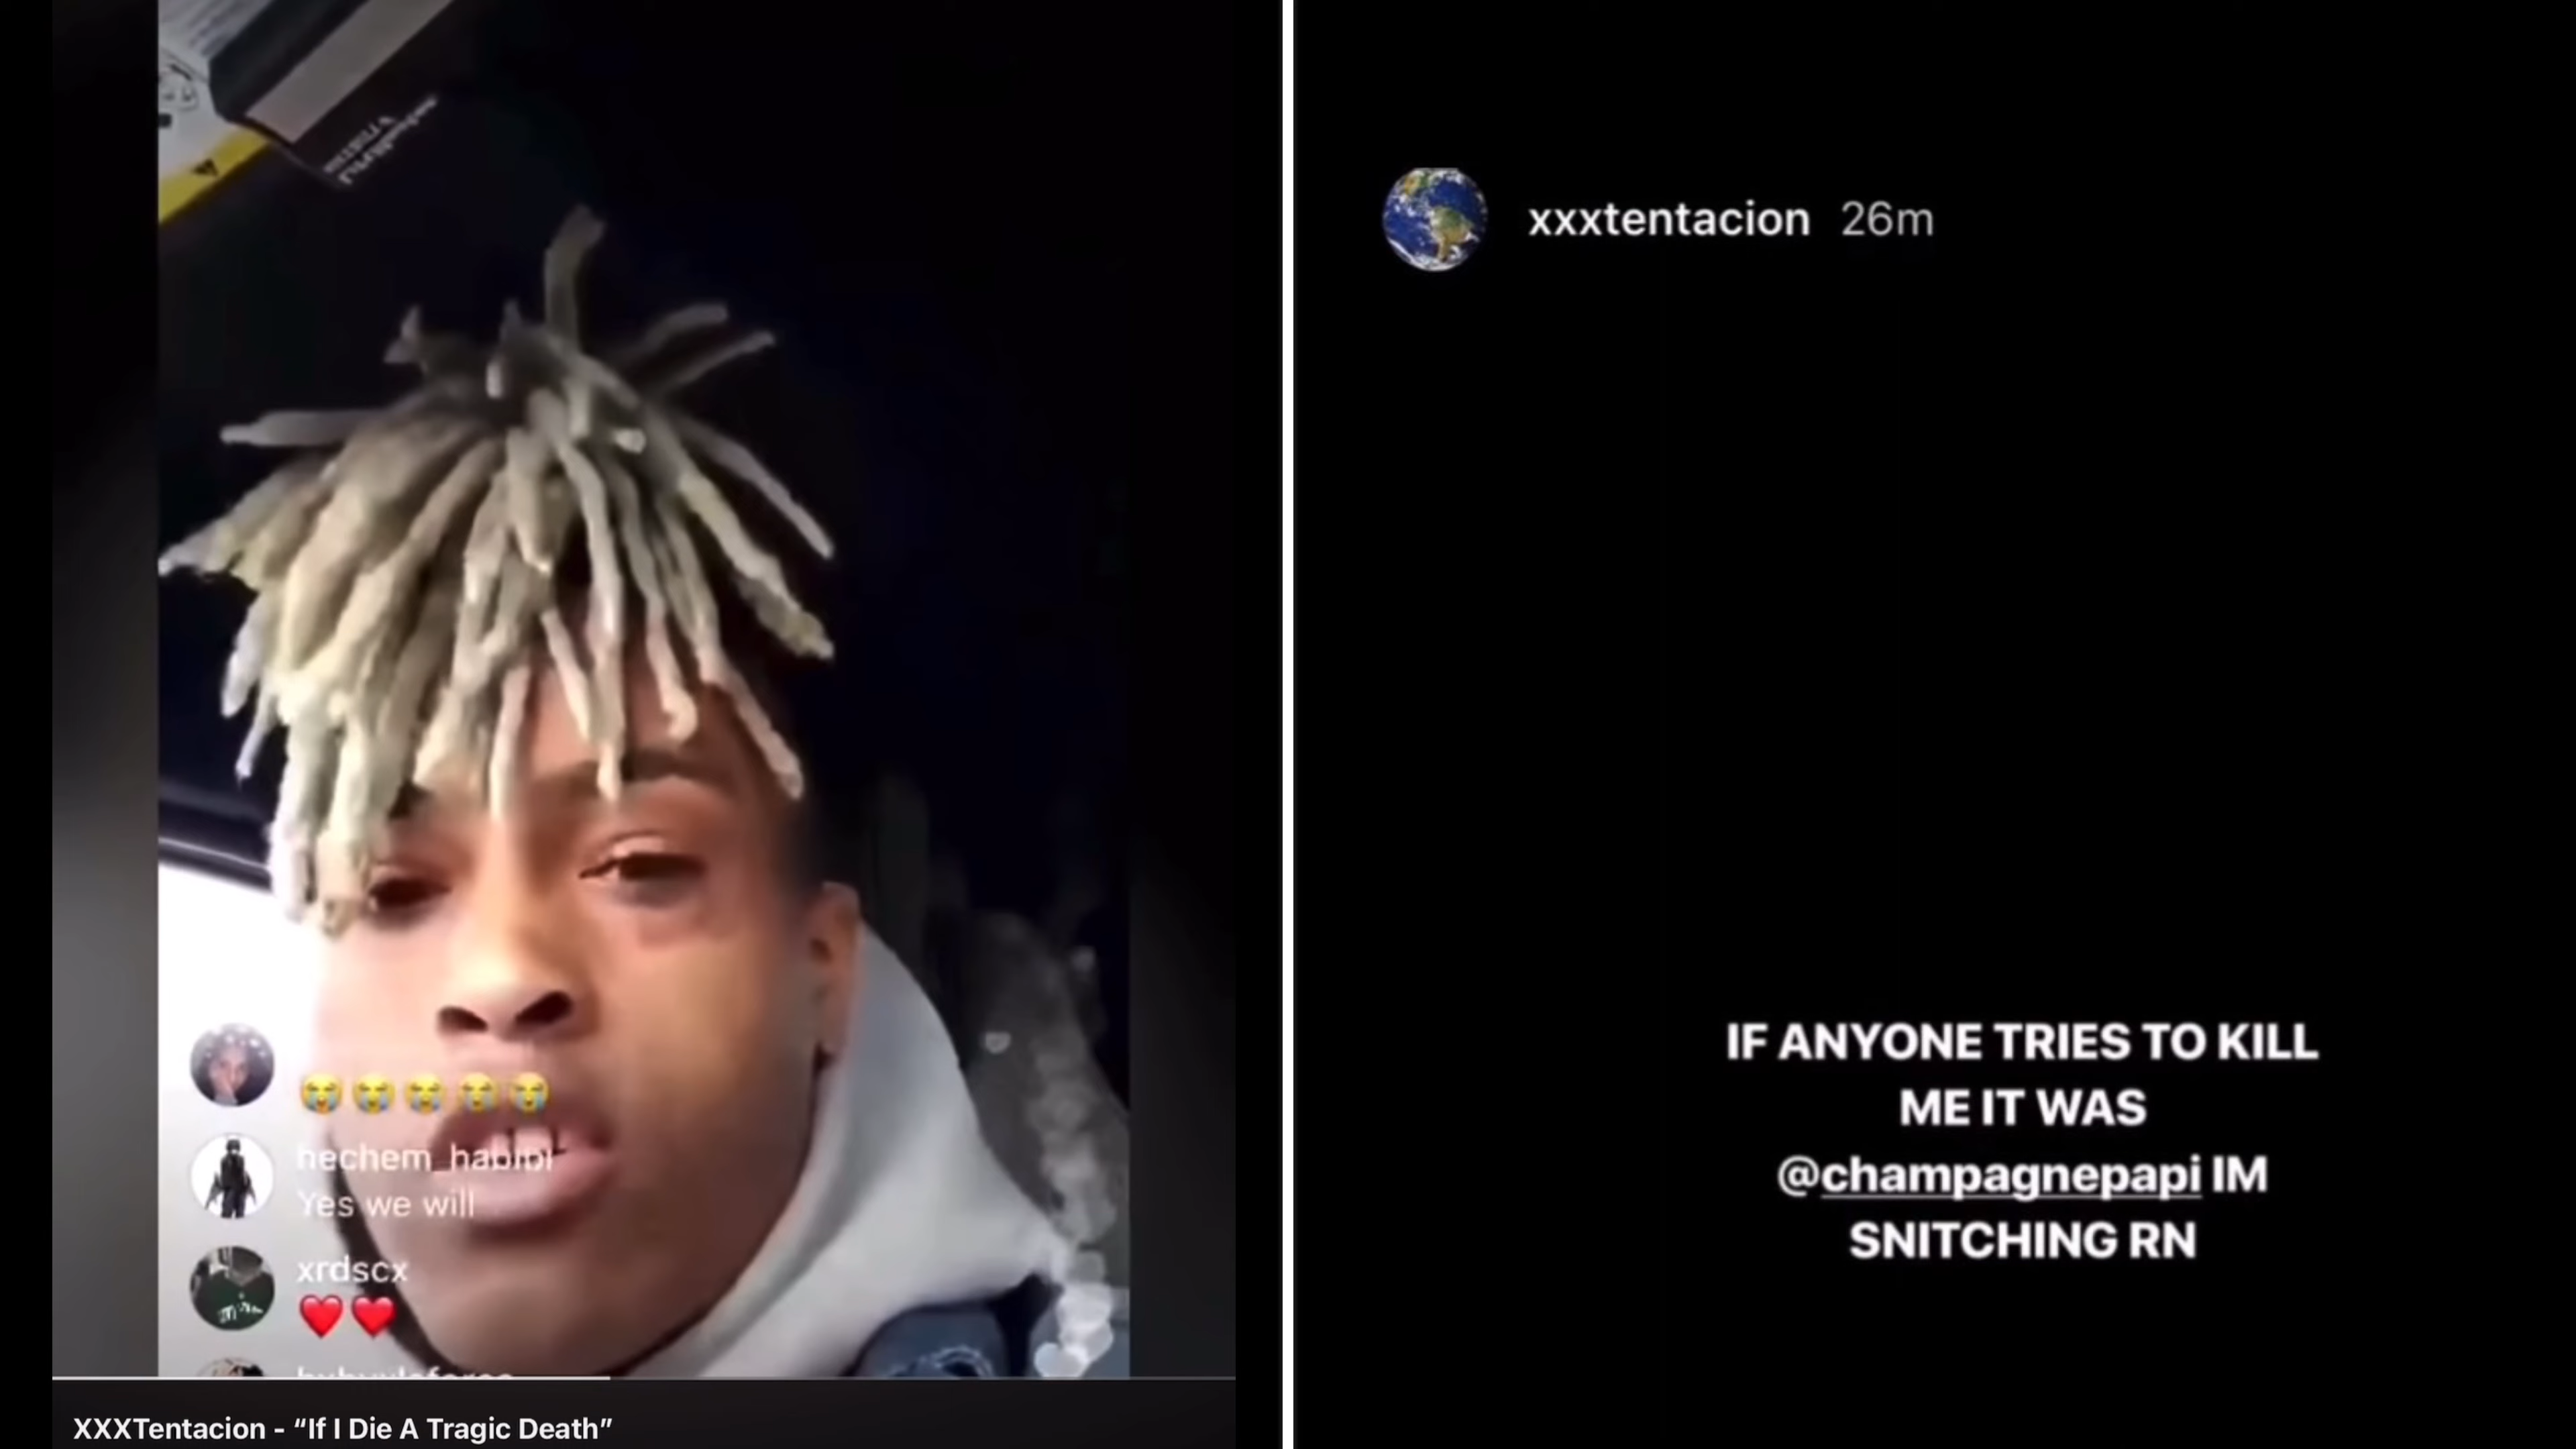 hechem_habibi
Yes we will
xrdscx
XXXTentacion - “If I Die A Tragic Death”
xxxtentacion 26m
IF ANYONE TRIES TO KILL
ME IT WAS
@champagnepapi IM
SNITCHING RN